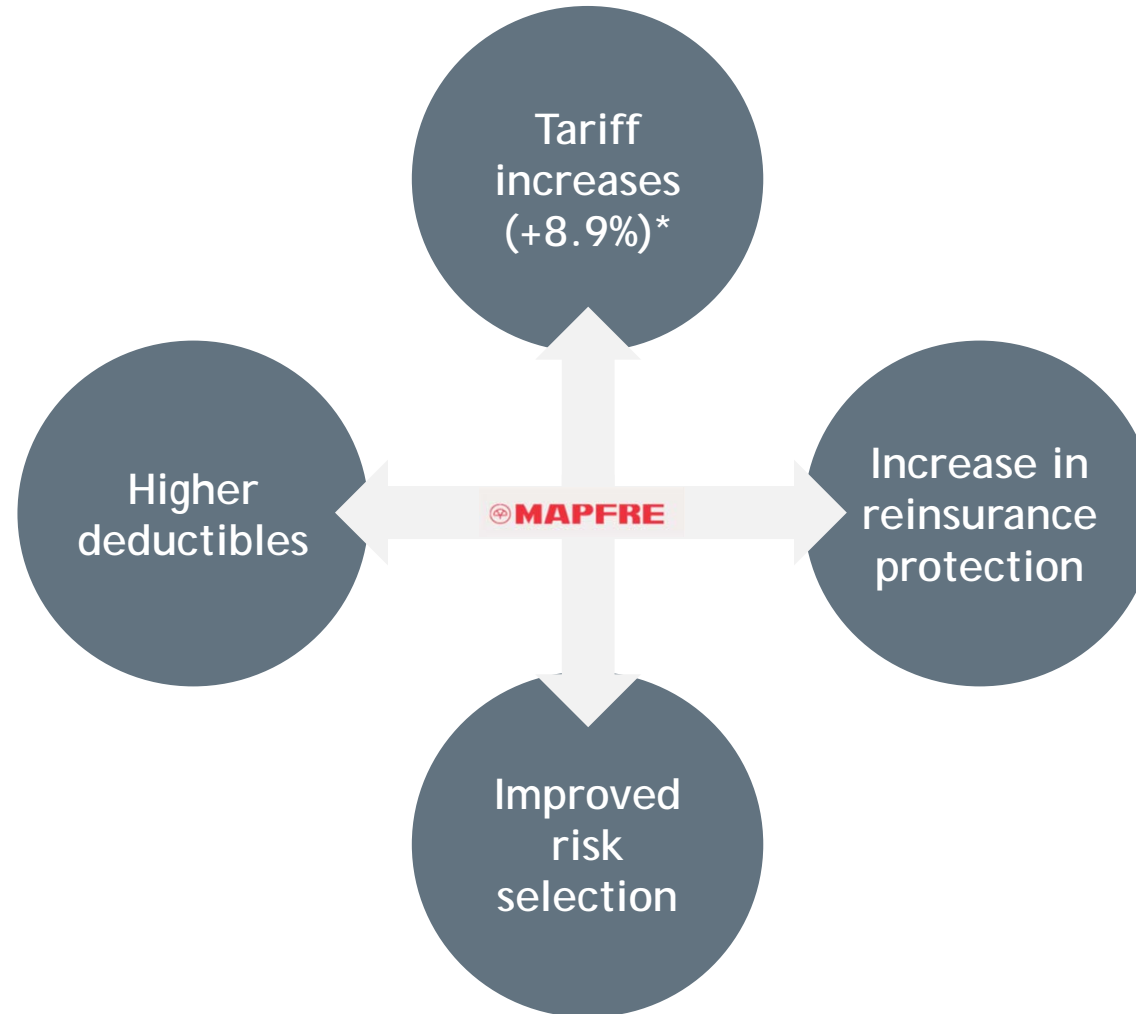 Tariff
increases
(+8.9%)*
Higher
deductibles
MAPFRE
Increase in
reinsurance
protection
Improved
risk
selection